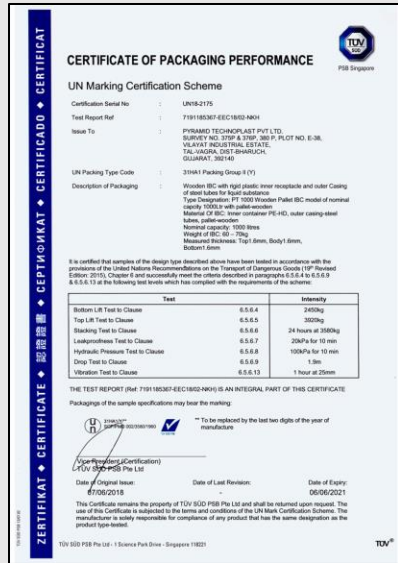 ZERTIFIKAT ◆ CERTIFICATE ◆ 認證證書 ◆ СЕРТИФИКАТ ◆ CERTIFICADO ◆ CERTIFICAT
TÜV
SÜD
PSB Singapore
CERTIFICATE OF PACKAGING PERFORMANCE
UN Marking Certification Scheme
Certification Serial No : UN18-2175
Test Report Ref : 7191185367-EEC18/02-NKH
Issue To : PYRAMID TECHNOPLAST PVT LTD.
SURVEY NO. 375P & 376P, 380 P, PLOT NO. E-38,
VILAYAT INDUSTRIAL ESTATE,
TAL-VAGRA, DIST-BHARUCH,
GUJARAT, 392140
UN Packing Type Code : 31HA1 Packing Group II (Y)
Description of Packaging : Wooden IBC with rigid plastic inner receptacle and outer Casing
of steel tubes for liquid substance
Type Designation: PT 1000 Wooden Pallet IBC model of nominal
capcity 1000Ltr with pallet-wooden
Material Of IBC: Inner container PE-HD, outer casing-steel
tubes, pallet-wooden
Nominal capacity: 1000 litres
Weight of IBC: 60 – 70kg
Measured thickness: Top1.6mm, Body1.6mm,
Bottom1.6mm
It is certified that samples of the design type described above have been tested in accordance with the
provisions of the United Nations Recommendations on the Transport of Dangerous Goods (19th Revised
Edition: 2015), Chapter 6 and successfully meet the criteria described in paragraphs 6.5.6.4 to 6.5.6.9
& 6.5.6.13 at the following test levels which has complied with the requirements of the scheme:
Test Intensity
Bottom Lift Test to Clause 6.5.6.4 2450kg
Top Lift Test to Clause 6.5.6.5 3920kg
Stacking Test to Clause 6.5.6.6 24 hours at 3580kg
Leakproofness Test to Clause 6.5.6.7 20kPa for 10 min
Hydraulic Pressure Test to Clause 6.5.6.8 100kPa for 10 min
Drop Test to Clause 6.5.6.9 1.9m
Vibration Test to Clause 6.5.6.13 1 hour at 25mm
THE TEST REPORT (Ref: 7191185367-EEC18/02-NKH) IS AN INTEGRAL PART OF THIS CERTIFICATE
Packagings of the sample specifications may bear the marking:
un
** To be replaced by the last two digits of the year of
manufacture
Vice President (Certification)
TÜV SÜD PSB Pte Ltd
Date of Original Issue: Date of Last Revision: Date of Expiry:
07/06/2018 - 06/06/2021
This Certificate remains the property of TÜV SÜD PSB Pte Ltd and shall be returned upon request. The
use of this Certificate is subjected to the terms and conditions of the UN Mark Certification Scheme. The
manufacturer is solely responsible for compliance of any product that has the same designation as the
product type-tested.
TÜV SÜD PSB Pte Ltd - 1 Science Park Drive - Singapore 118221
TÜV